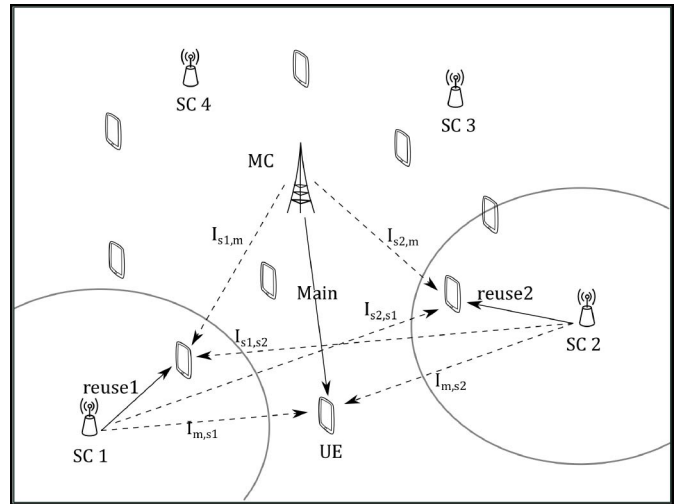 SC 4
SC 3
MC
I_{s1,m}
I_{s2,m}
Main
I_{s2,s1}
reuse2
I_{s1,s2}
SC 2
reuse1
I_{m,s2}
I_{m,s1}
UE
SC 1